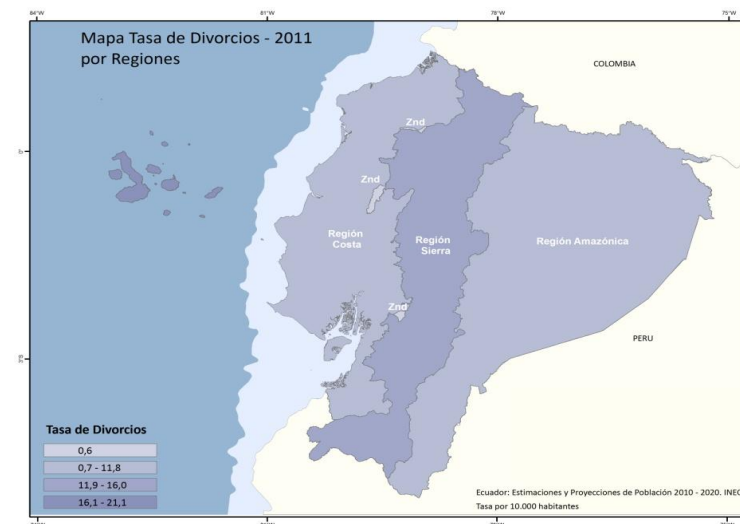 84°W
81°W
78°W
75°W
Mapa Tasa de Divorcios - 2011
por Regiones
COLOMBIA
Znd
0°
Znd
Región
Costa
Región
Sierra
Región Amazónica
Znd
PERU
3°S
Tasa de Divorcios
0,6
0,7 - 11,8
11,9 - 16,0
16,1 - 21,1
Ecuador: Estimaciones y Proyecciones de Población 2010 - 2020. INEC
Tasa por 10.000 habitantes